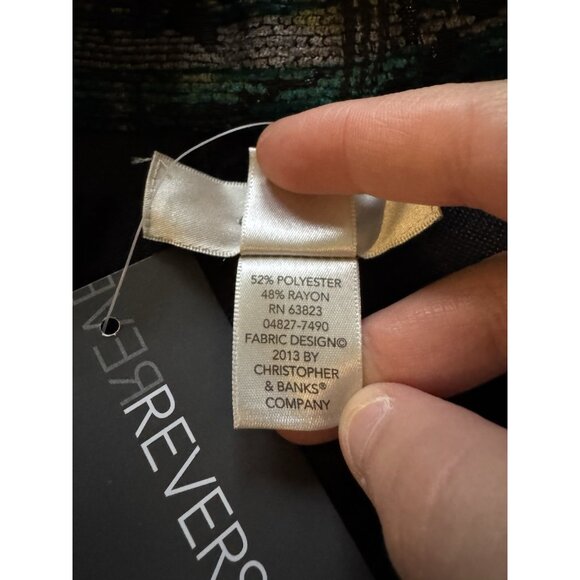 52% POLYESTER
48% RAYON
RN 63823
04827-7490
FABRIC DESIGN©
2013 BY
CHRISTOPHER
& BANKS®
COMPANY
REVERS